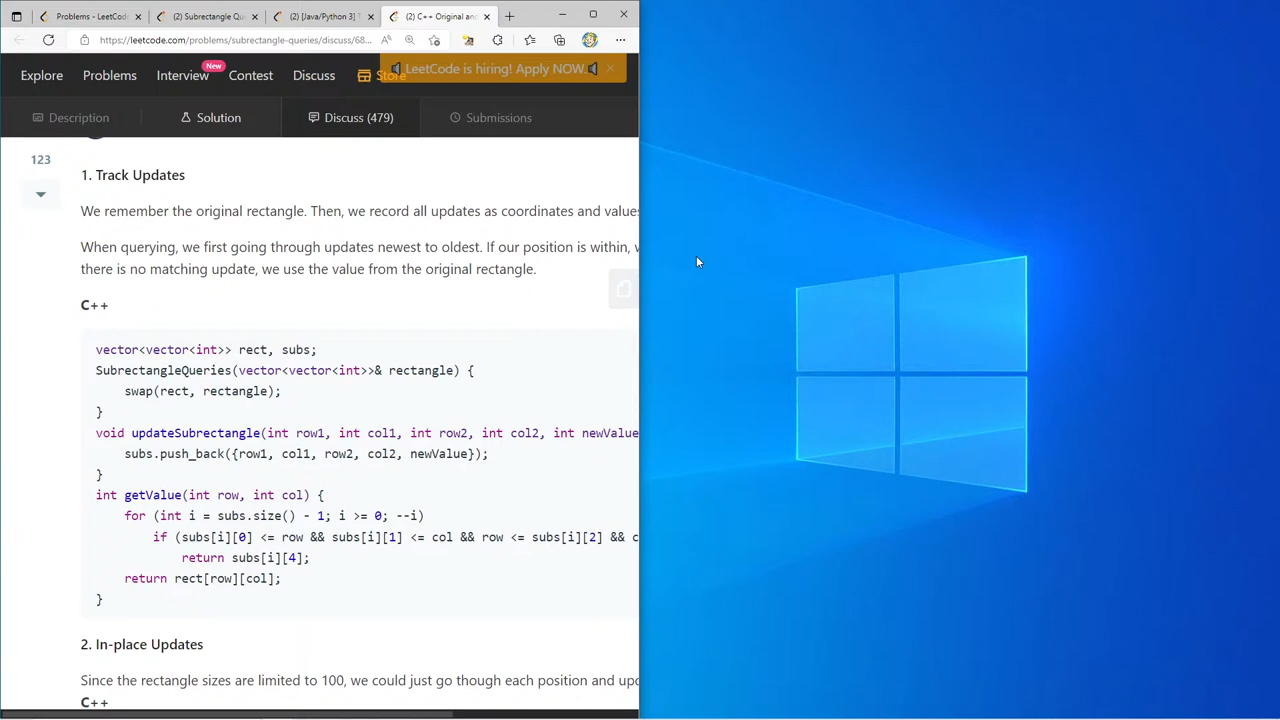 Problems - LeetCode
(2) Subrectangle Qu
(2) [Java/Python 3] T
(2) C++ Original an
https://leetcode.com/problems/subrectangle-queries/discuss/68...
LeetCode is hiring! Apply NOW.
Explore
Problems
Interview
New
Contest
Discuss
Store
Description
Solution
Discuss (479)
Submissions
123
1. Track Updates
We remember the original rectangle. Then, we record all updates as coordinates and values
When querying, we first going through updates newest to oldest. If our position is within, w
there is no matching update, we use the value from the original rectangle.
C++
vector<vector<int>> rect, subs;
SubrectangleQueries(vector<vector<int>>& rectangle) {
swap(rect, rectangle);
}
void updateSubrectangle(int row1, int col1, int row2, int col2, int newValue
subs.push_back({row1, col1, row2, col2, newValue});
}
int getValue(int row, int col) {
for (int i = subs.size() - 1; i >= 0; --i)
if (subs[i][0] <= row && subs[i][1] <= col && row <= subs[i][2] && c
return subs[i][4];
return rect[row][col];
}
2. In-place Updates
Since the rectangle sizes are limited to 100, we could just go though each position and upd
C++